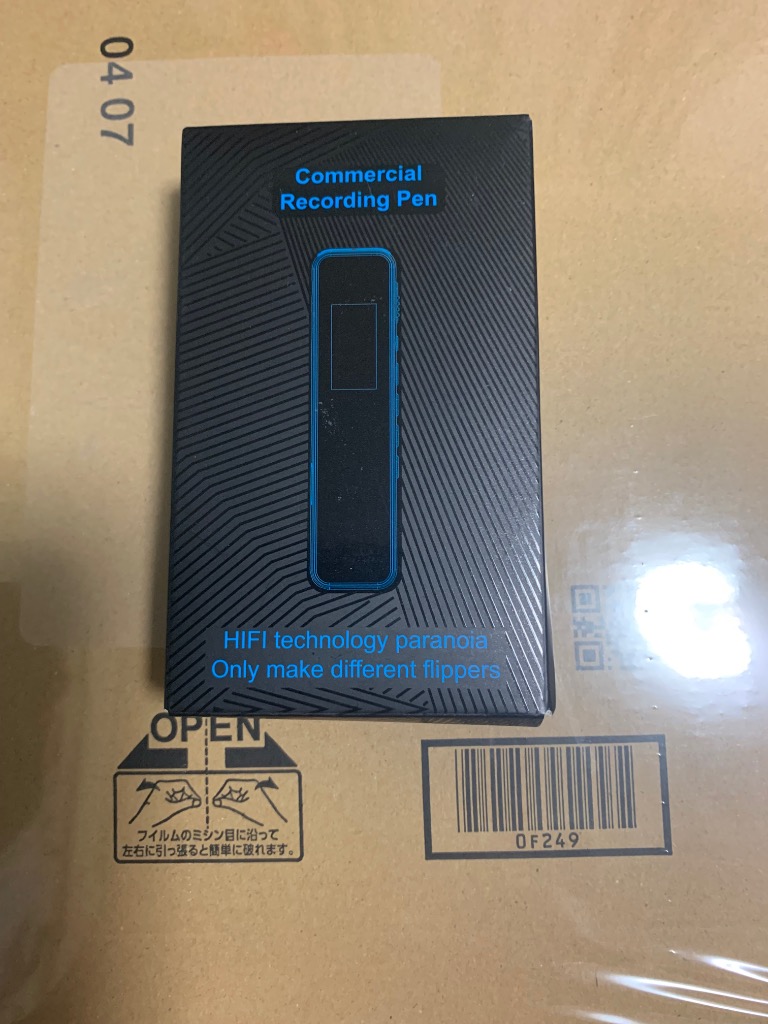 04 07
Commercial
Recording Pen
HIFI technology paranoia
Only make different flippers
OPEN
フイルムのミシン目に沿って
左右に引っ張ると簡単に破れます。
0F249